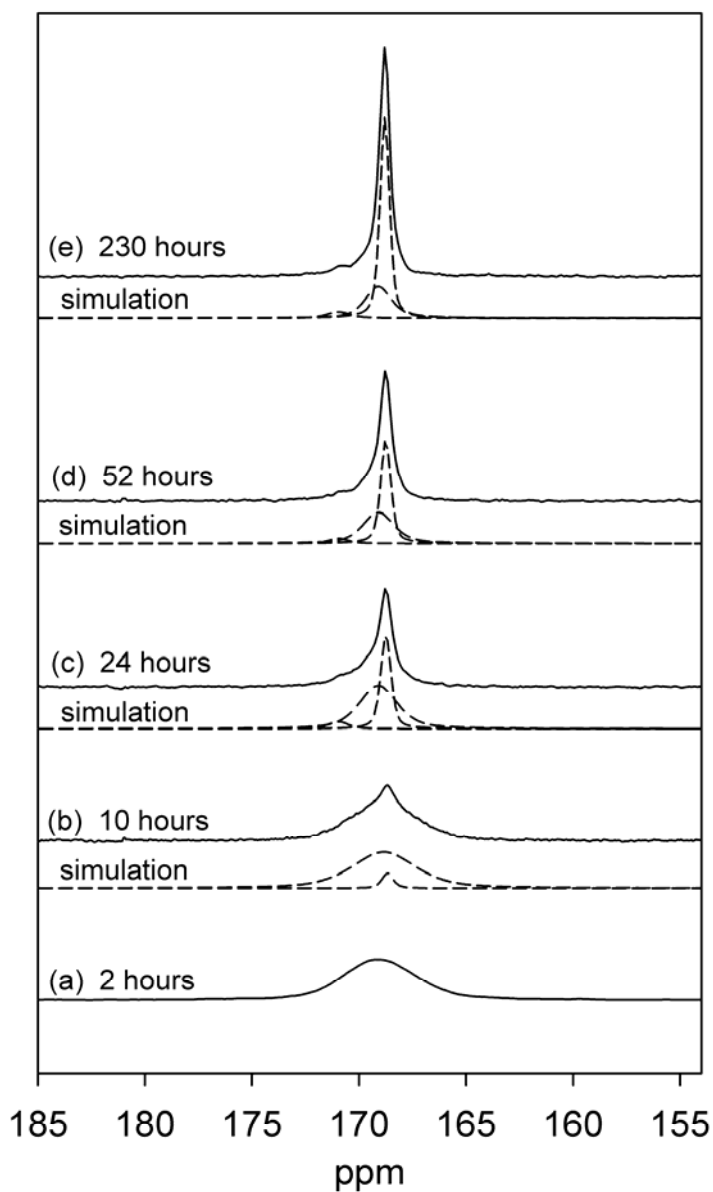 (e) 230 hours
simulation
(d) 52 hours
simulation
(c) 24 hours
simulation
(b) 10 hours
simulation
(a) 2 hours
185 180 175 170 165 160 155
ppm